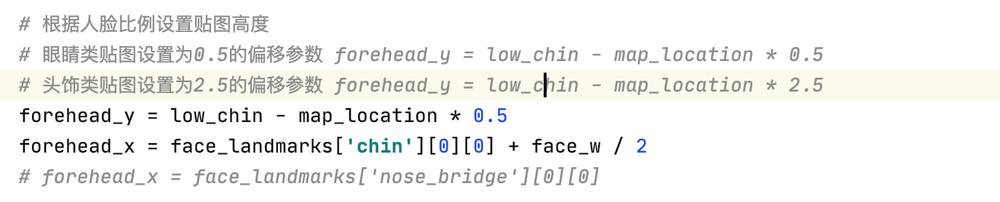 # 根据人脸比例设置贴图高度
# 眼睛类贴图设置为0.5的偏移参数 forehead_y = low_chin - map_location * 0.5
# 头饰类贴图设置为2.5的偏移参数 forehead_y = low_chin - map_location * 2.5
forehead_y = low_chin - map_location * 0.5
forehead_x = face_landmarks['chin'][0][0] + face_w / 2
# forehead_x = face_landmarks['nose_bridge'][0][0]